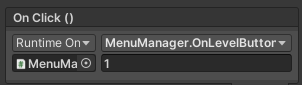 On Click ()
Runtime On MenuManager.OnLevelButtor
MenuMa 1